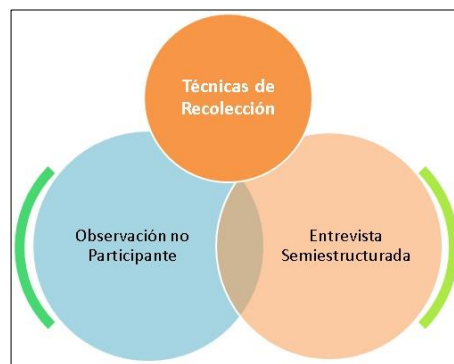 Técnicas de
Recolección
Observación no
Participante
Entrevista
Semiestructurada